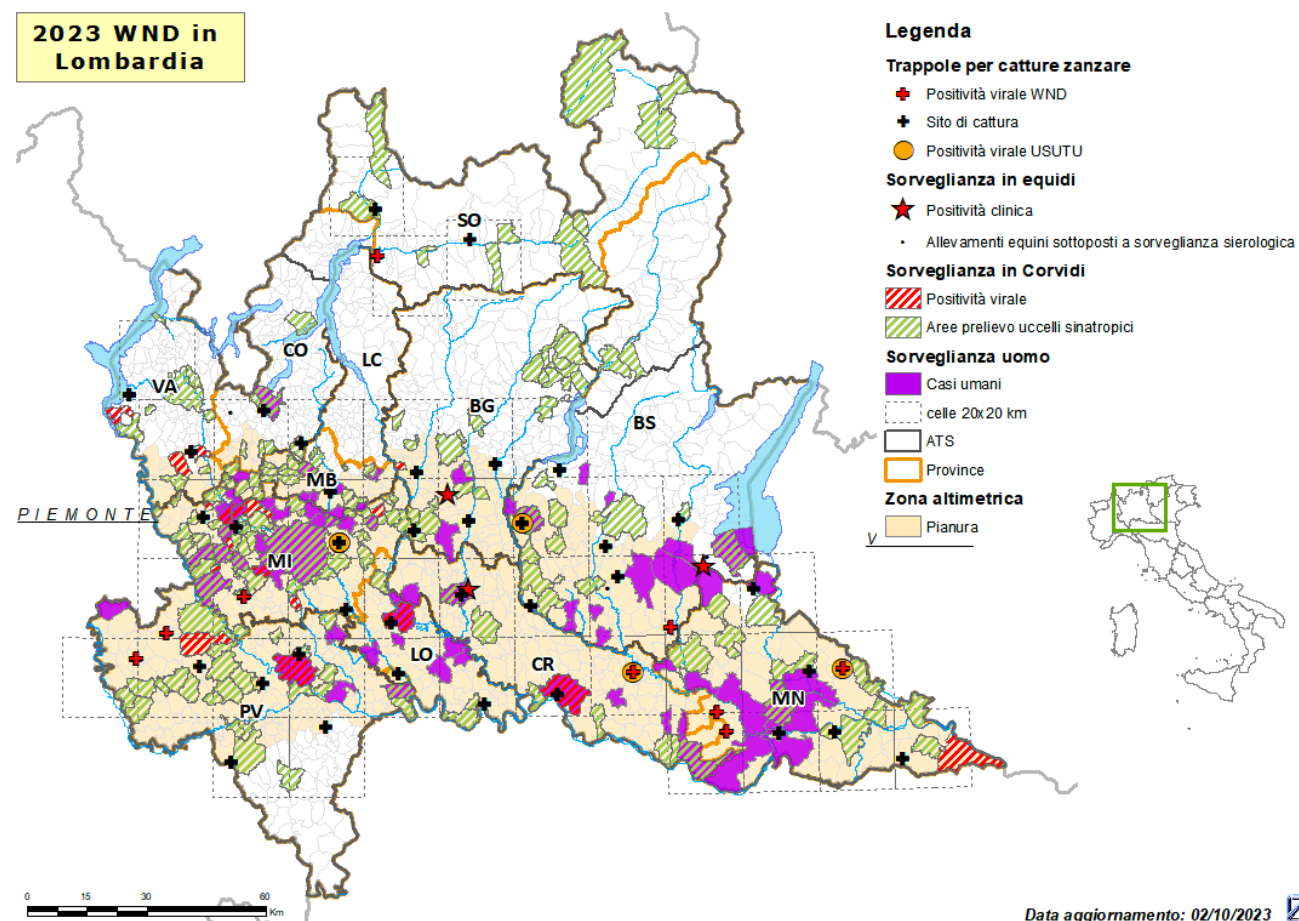 2023 WND in
Lombardia
Legenda
Trappole per catture zanzare
Positività virale WND
Sito di cattura
Positività virale USUTU
Sorveglianza in equidi
Positività clinica
Allevamenti equini sottoposti a sorveglianza sierologica
Sorveglianza in Corvidi
Positività virale
Aree prelievo uccelli sinatropici
Sorveglianza uomo
Casi umani
celle 20x20 km
ATS
Province
Zona altimetrica
Pianura
SO
CO
LC
VA
BG
BS
MB
PIEMONTE
V
MI
LO
CR
MN
PV
0 15 30 60
Km
Data aggiornamento: 02/10/2023